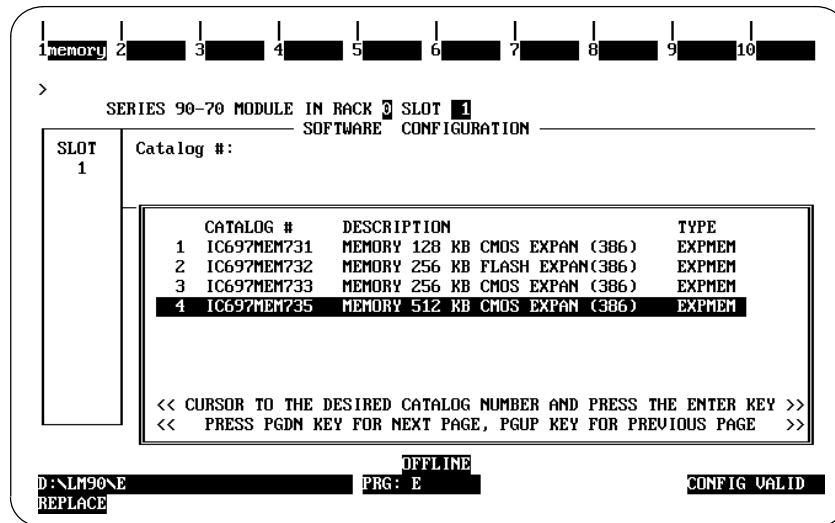 1memory 2 3 4 5 6 7 8 9 10
>
SERIES 90-70 MODULE IN RACK 0 SLOT 1
SOFTWARE CONFIGURATION
SLOT Catalog #:
1
CATALOG # DESCRIPTION TYPE
1 IC697MEM731 MEMORY 128 KB CMOS EXPAN (386) EXPMEM
2 IC697MEM732 MEMORY 256 KB FLASH EXPAN(386) EXPMEM
3 IC697MEM733 MEMORY 256 KB CMOS EXPAN (386) EXPMEM
4 IC697MEM735 MEMORY 512 KB CMOS EXPAN (386) EXPMEM
<< CURSOR TO THE DESIRED CATALOG NUMBER AND PRESS THE ENTER KEY >>
<< PRESS PGDN KEY FOR NEXT PAGE, PGUP KEY FOR PREVIOUS PAGE >>
OFFLINE
D:\LM90\E PRG: E CONFIG VALID
REPLACE